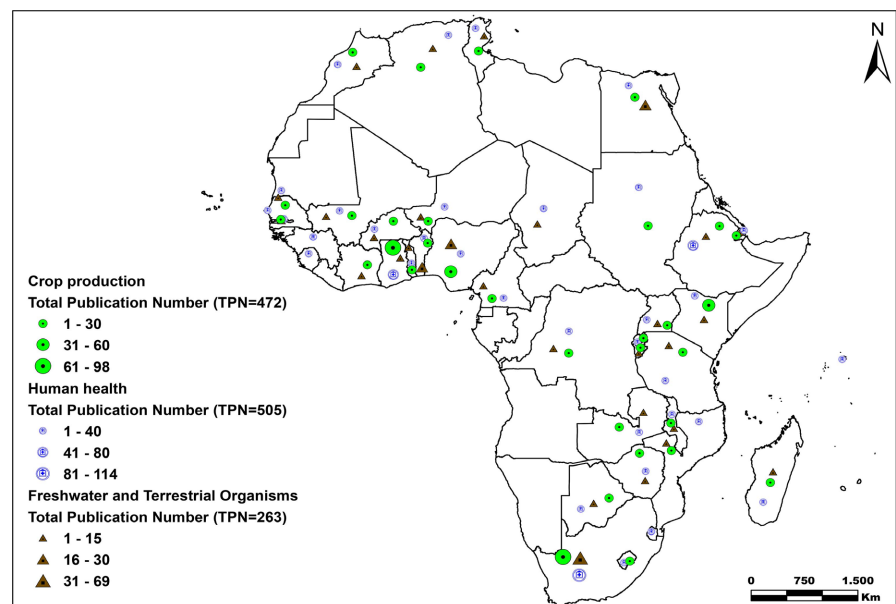 N
Crop production
Total Publication Number (TPN=472)
1 - 30
31 - 60
61 - 98
Human health
Total Publication Number (TPN=505)
1 - 40
41 - 80
81 - 114
Freshwater and Terrestrial Organisms
Total Publication Number (TPN=263)
1 - 15
16 - 30
31 - 69
0 750 1.500
Km